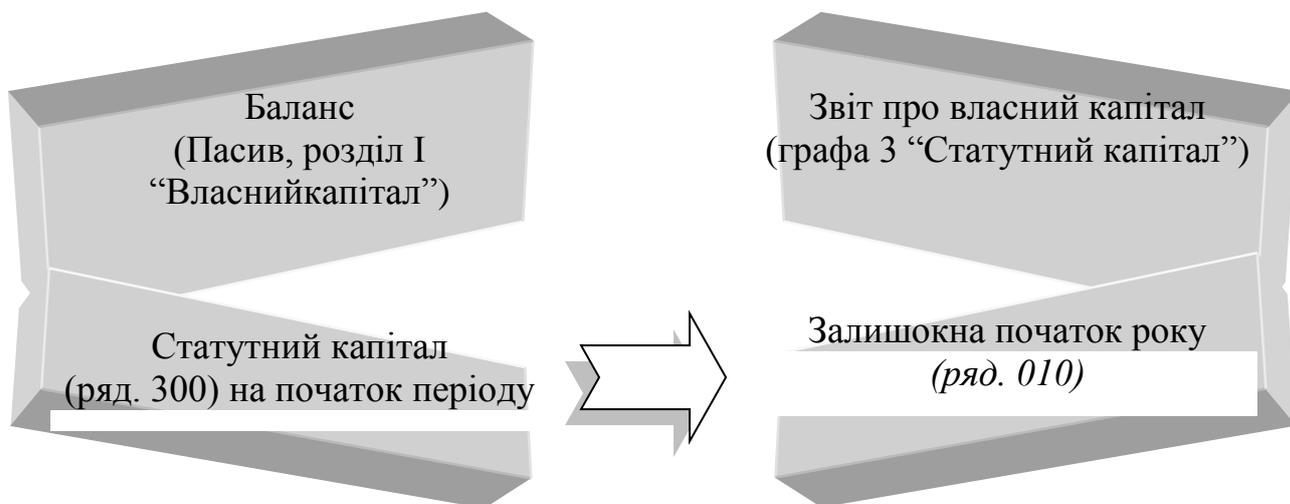 Баланс
(Пасив, розділ І
“Власнийкапітал”)
Статутний капітал
(ряд. 300) на початок періоду
Звіт про власний капітал
(графа 3 “Статутний капітал”)
Залишокна початок року
(ряд. 010)